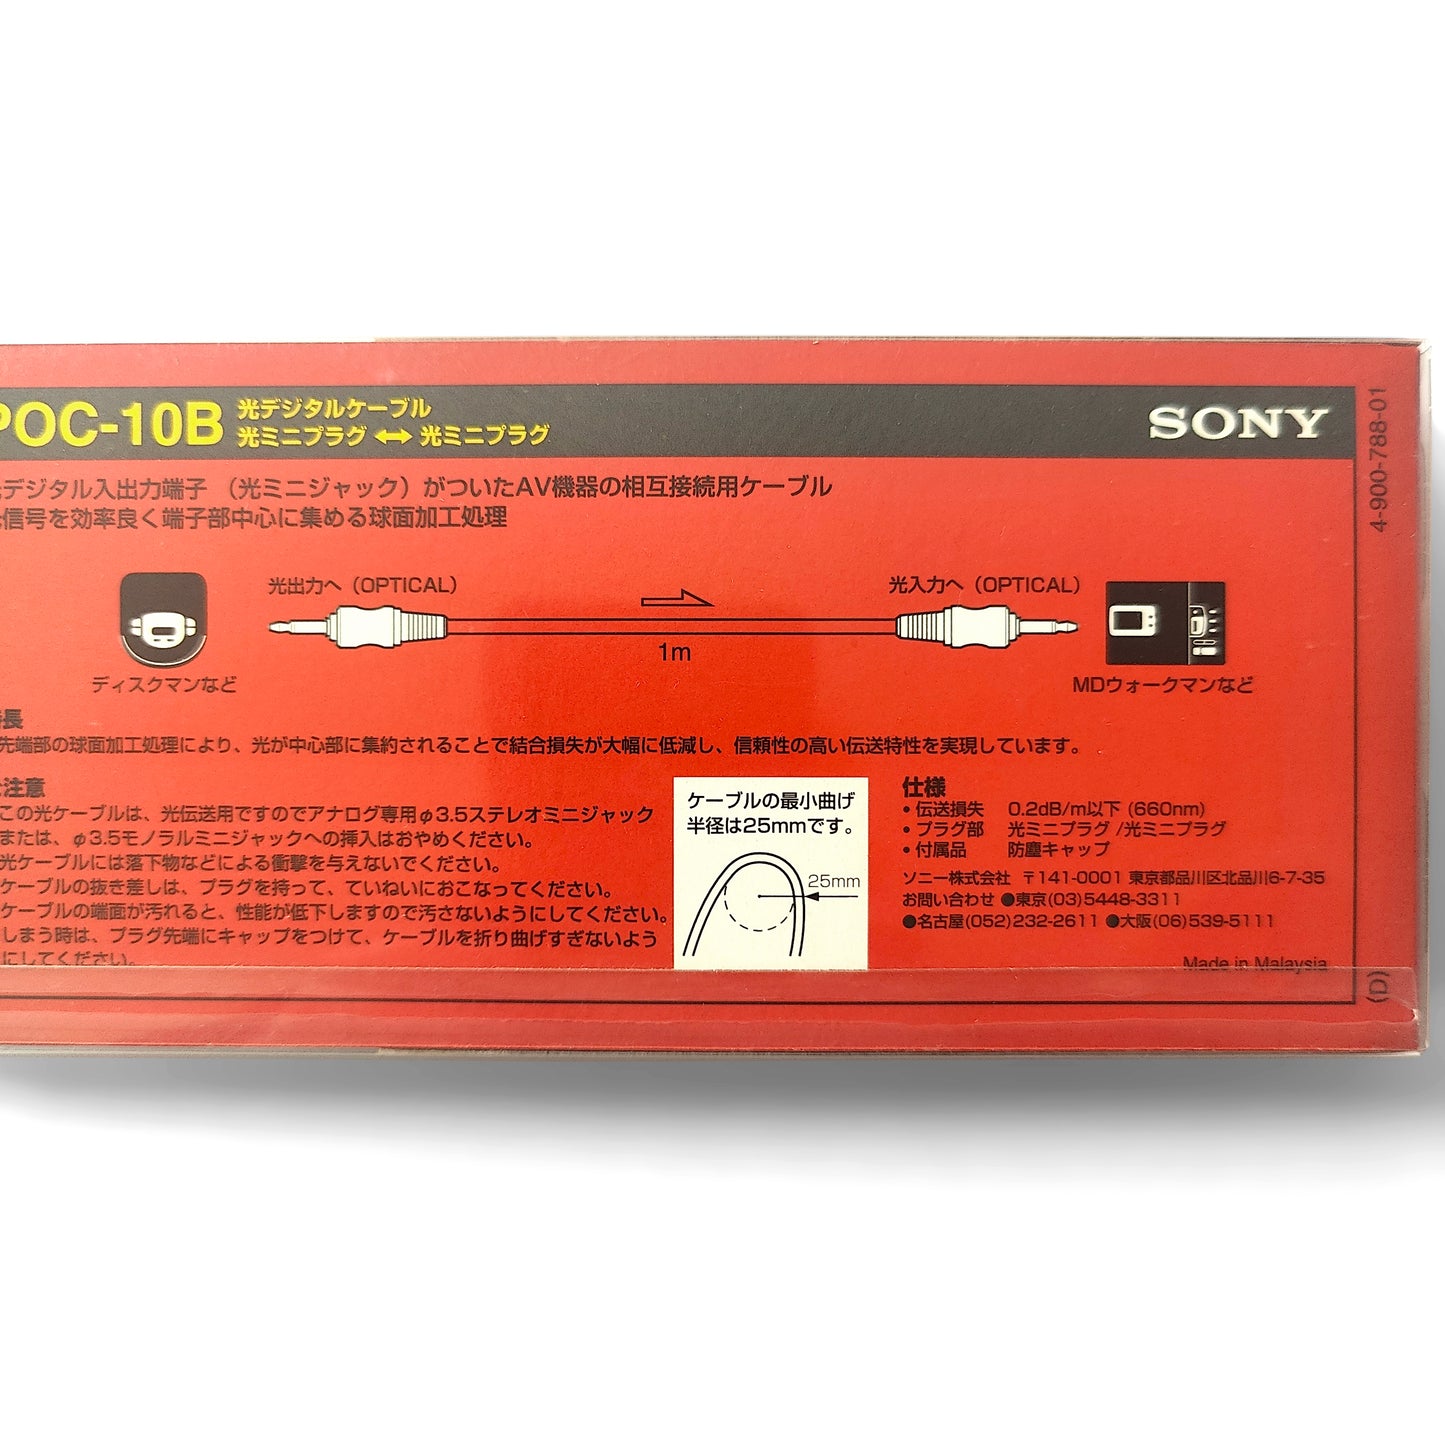 POC-10B
光デジタルケーブル
光ミニプラグ ↔ 光ミニプラグ
SONY
4-900-788-01
デジタル入出力端子 (光ミニジャック) がついたAV機器の相互接続用ケーブル
信号を効率良く端子部中心に集める球面加工処理
光出力へ (OPTICAL)
光入力へ (OPTICAL)
1m
ディスクマンなど
MDウォークマンなど
長
先端部の球面加工処理により、光が中心部に集約されることで結合損失が大幅に低減し、信頼性の高い伝送特性を実現しています。
注意
この光ケーブルは、光伝送用ですのでアナログ専用φ3.5ステレオミニジャック
または、φ3.5モノラルミニジャックへの挿入はおやめください。
光ケーブルには落下物などによる衝撃を与えないでください。
ケーブルの抜き差しは、プラグを持って、ていねいにおこなってください。
ケーブルの端面が汚れると、性能が低下しますので汚さないようにしてください。
しまう時は、プラグ先端にキャップをつけて、ケーブルを折り曲げすぎないよう
にしてください。
ケーブルの最小曲げ
半径は25mmです。
25mm
仕様
• 伝送損失 0.2dB/m以下 (660nm)
• プラグ部 光ミニプラグ /光ミニプラグ
• 付属品 防塵キャップ
ソニー株式会社 〒141-0001 東京都品川区北品川6-7-35
お問い合わせ ●東京(03)5448-3311
●名古屋(052)232-2611 ●大阪(06)539-5111
Made in Malaysia
(D)